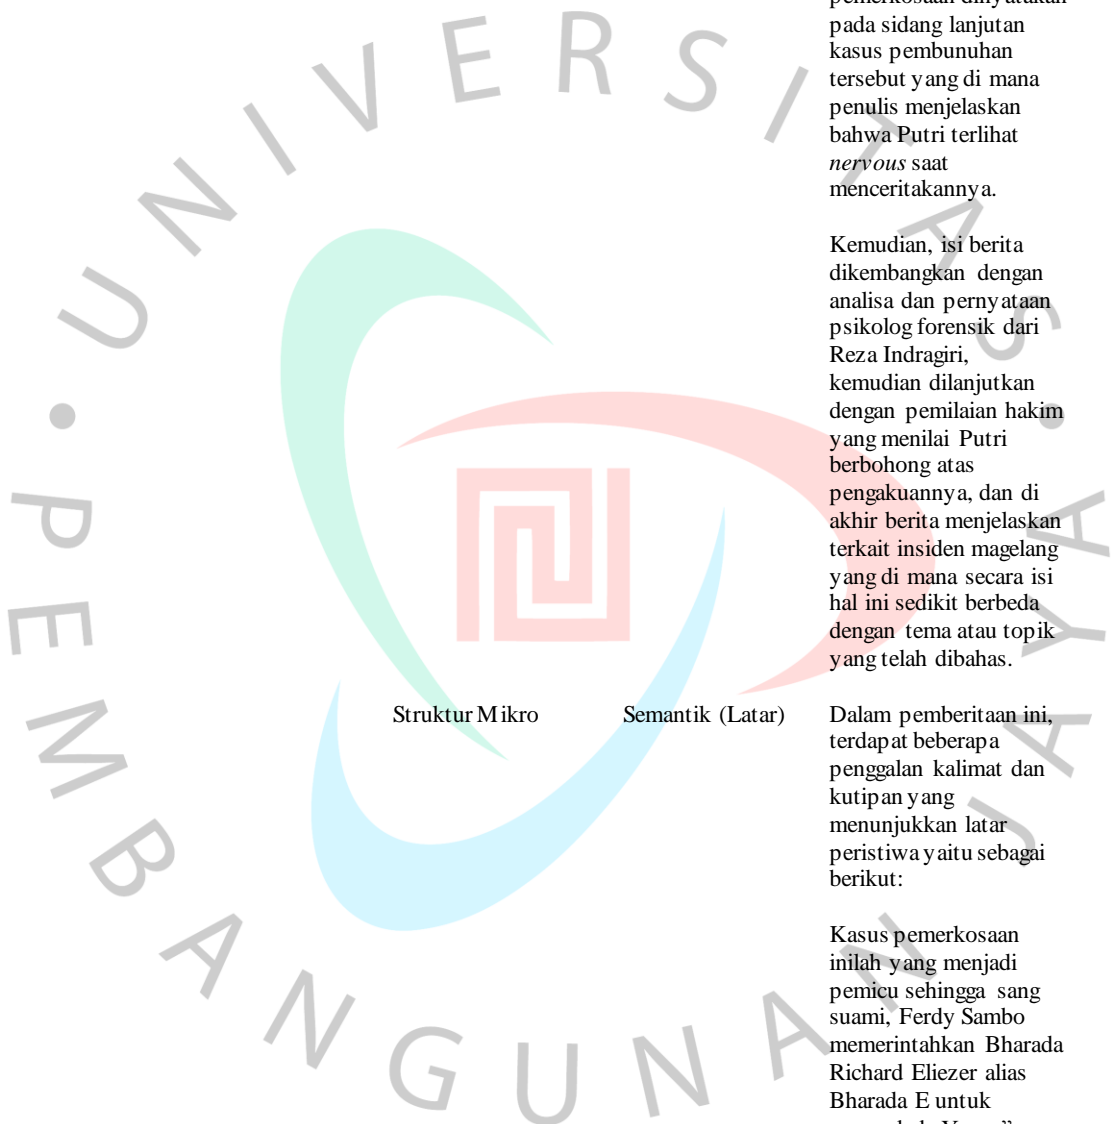 pada sidang lanjutan
kasus pembunuhan
tersebut yang di mana
penulis menjelaskan
bahwa Putri terlihat
nervous saat
menceritakannya.
Kemudian, isi berita
dikembangkan dengan
analisa dan pernyataan
psikolog forensik dari
Reza Indragiri,
kemudian dilanjutkan
dengan pemilaian hakim
yang menilai Putri
berbohong atas
pengakuannya, dan di
akhir berita menjelaskan
terkait insiden magelang
yang di mana secara isi
hal ini sedikit berbeda
dengan tema atau topik
yang telah dibahas.
Struktur Mikro
Semantik (Latar)
Dalam pemberitaan ini,
terdapat beberapa
penggalan kalimat dan
kutipan yang
menunjukkan latar
peristiwa yaitu sebagai
berikut:
Kasus pemerkosaan
inilah yang menjadi
pemicu sehingga sang
suami, Ferdy Sambo
memerintahkan Bharada
Richard Eliezer alias
Bharada E untuk
UNIVERSITAS PEMBANGUNAN JAYA